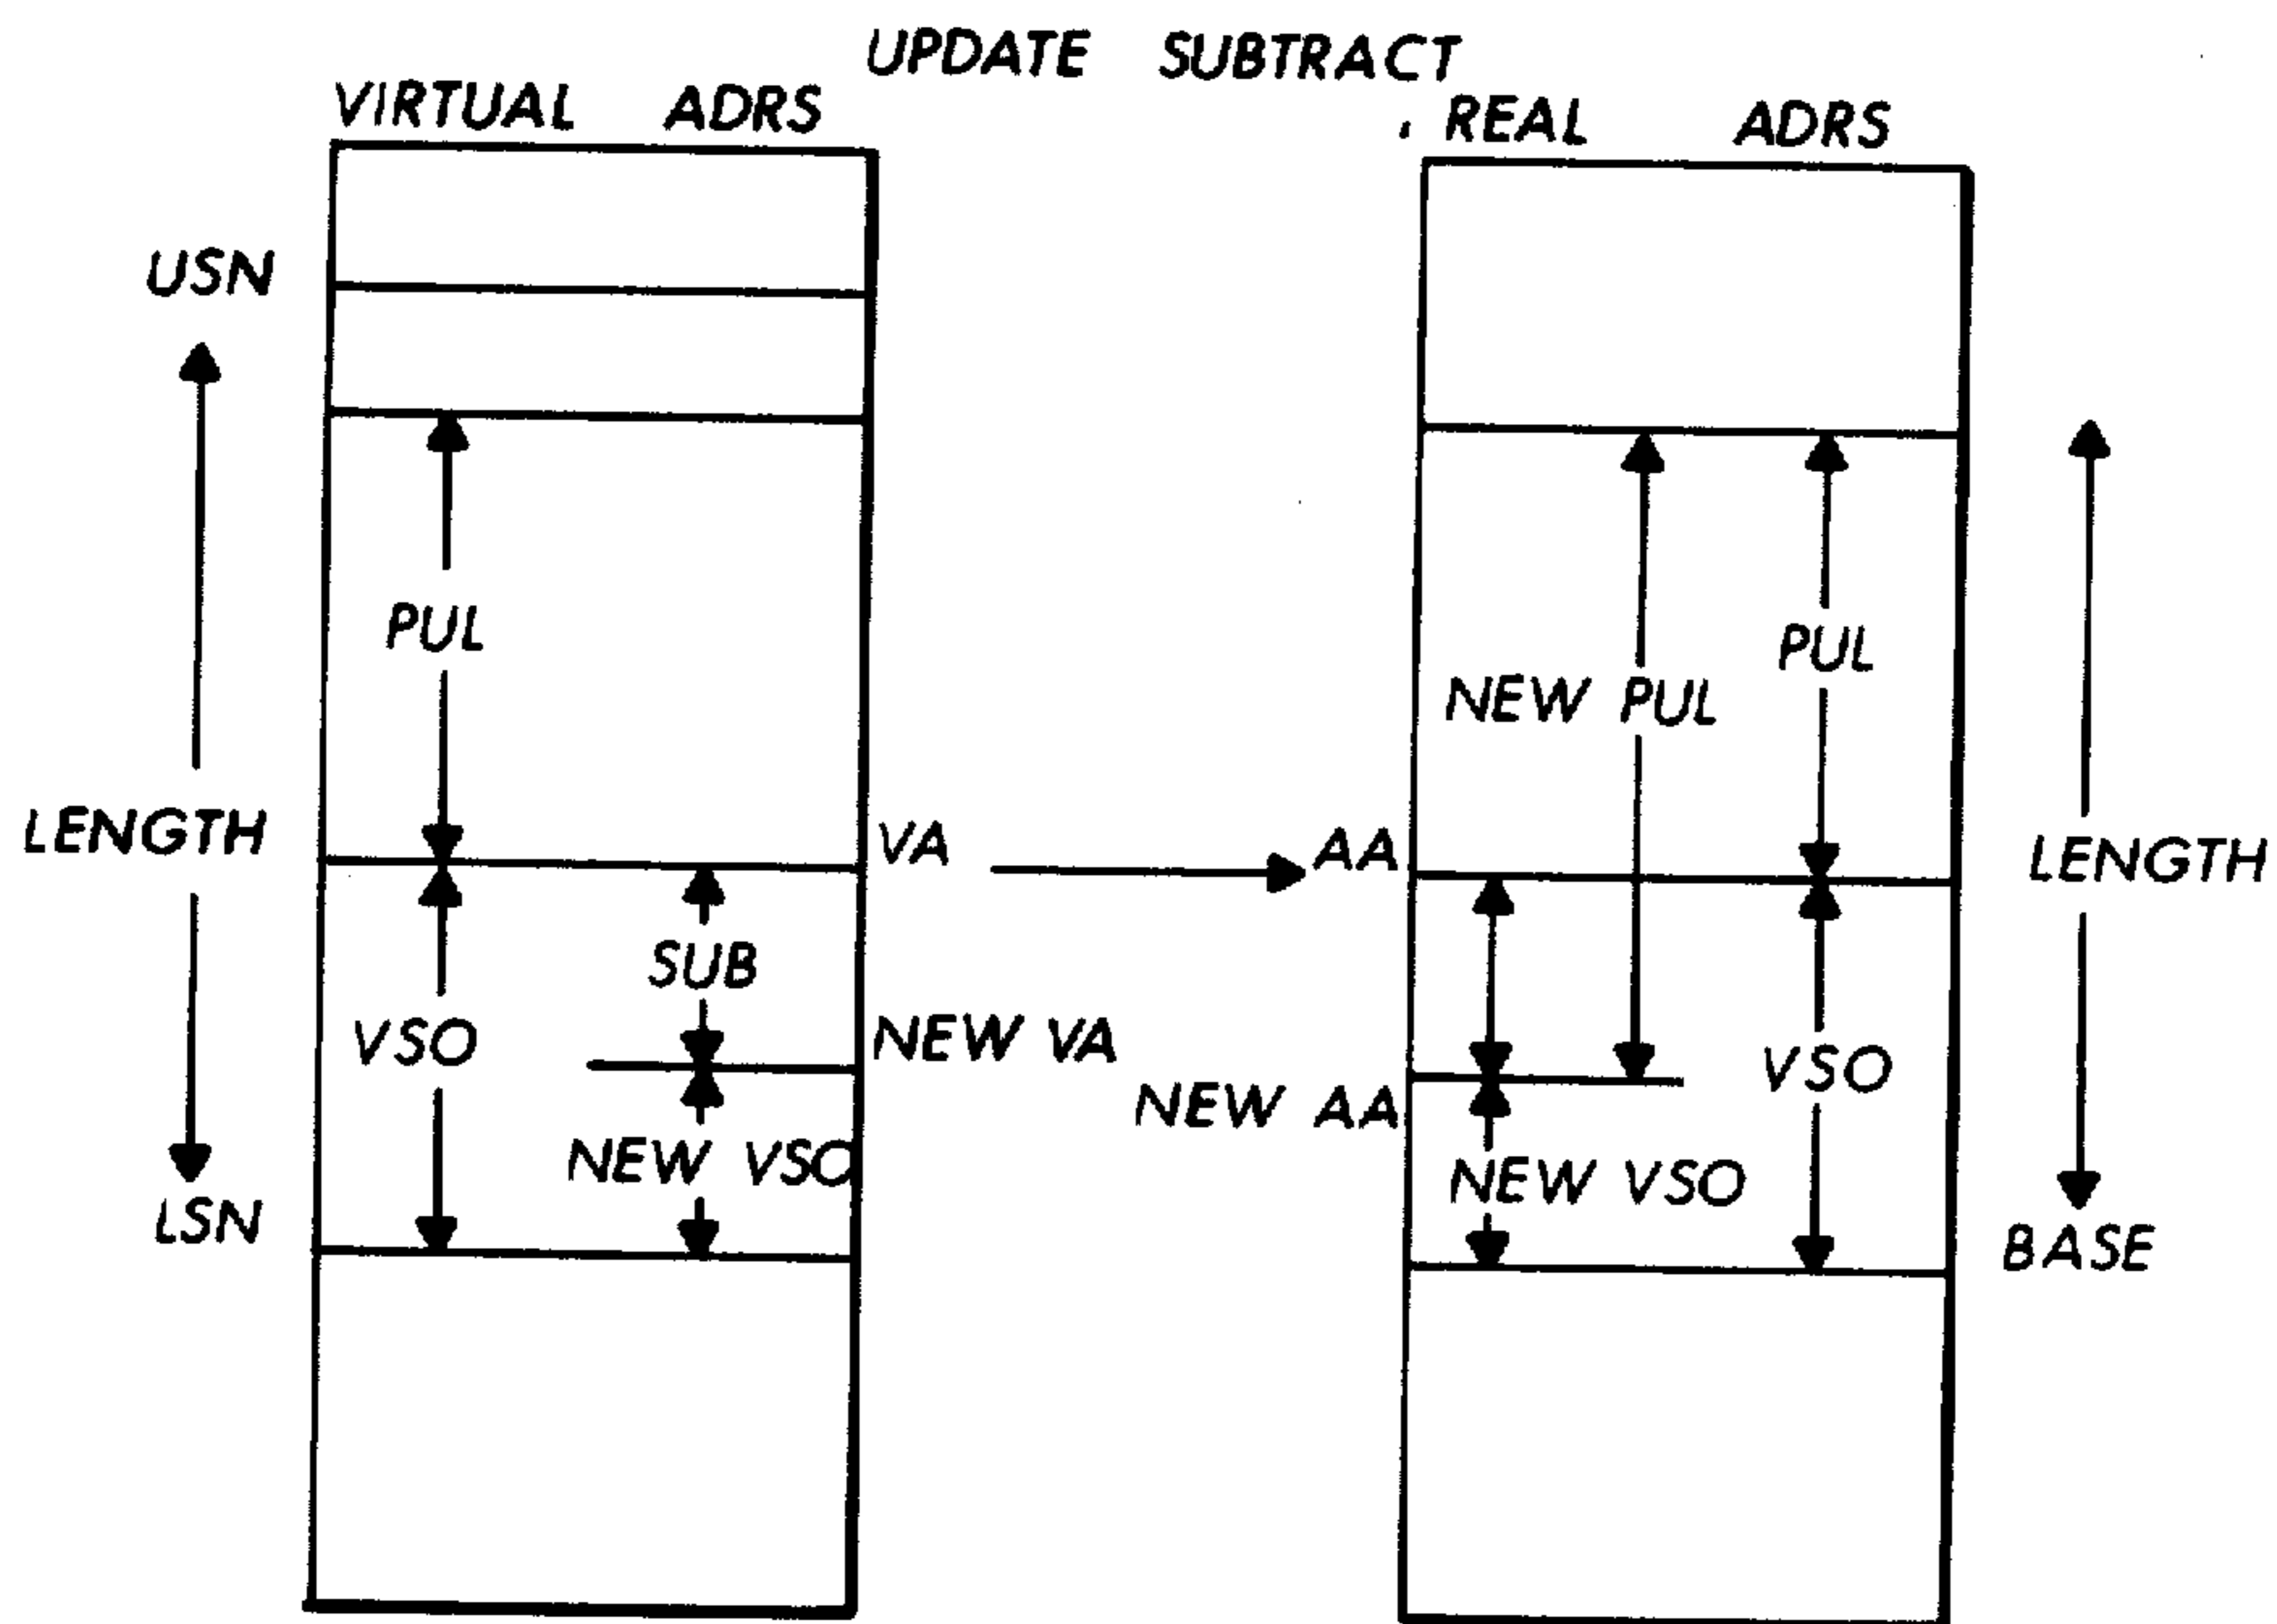 UPDATE SUBTRACT
VIRTUAL ADRS
REAL ADRS
USN
PUL
PUL
NEW PUL
LENGTH
VA
AA
LENGTH
SUB
VSO
NEW VA
VSO
NEW AA
NEW VSO
NEW VSO
LSN
BASE